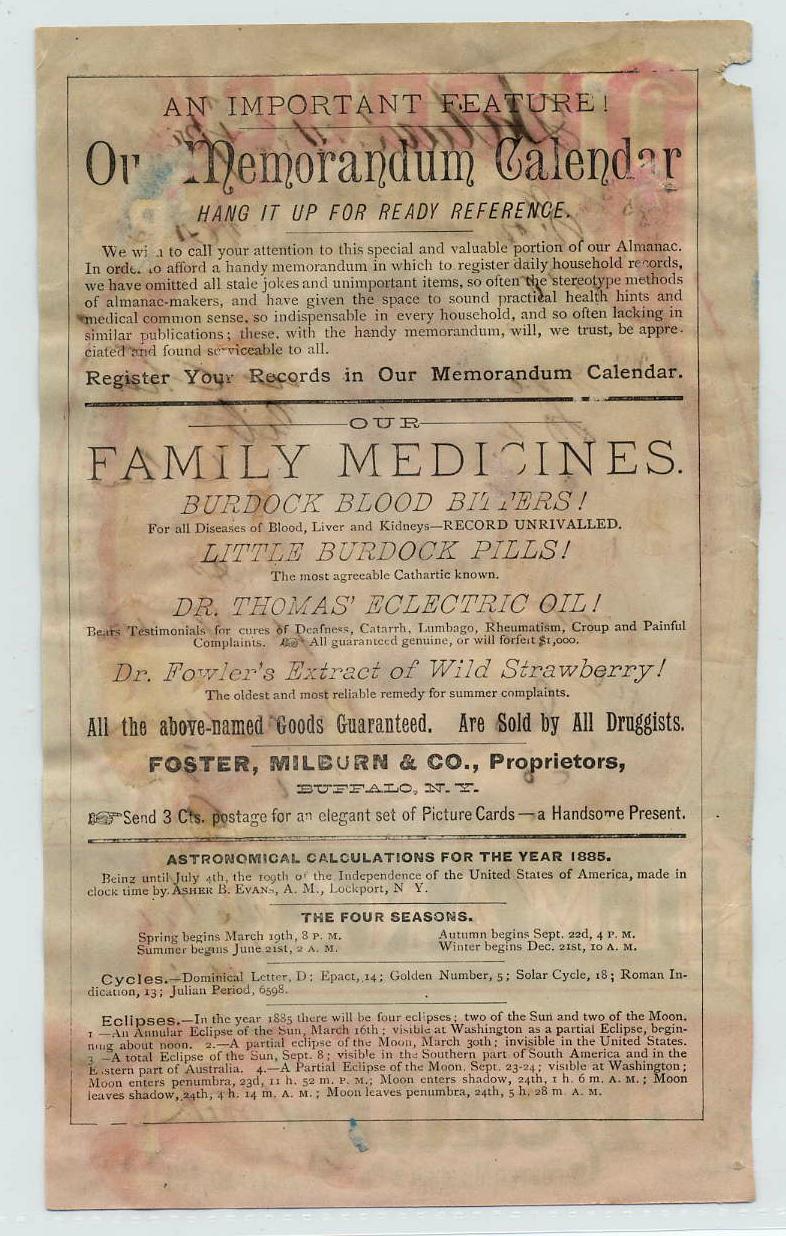 AN IMPORTANT FEATURE!
Our Memorandum Calendar
HANG IT UP FOR READY REFERENCE.
We wish to call your attention to this special and valuable portion of our Almanac.
In order to afford a handy memorandum in which to register daily household records,
we have omitted all stale jokes and unimportant items, so often the stereotype methods
of almanac-makers, and have given the space to sound practical health hints and
medical common sense, so indispensable in every household, and so often lacking in
similar publications; these, with the handy memorandum, will, we trust, be appre-
ciated and found serviceable to all.
Register Your Records in Our Memorandum Calendar.
OUR
FAMILY MEDICINES.
BURDOCK BLOOD BITTERS!
For all Diseases of Blood, Liver and Kidneys—RECORD UNRIVALLED.
LITTLE BURDOCK PILLS!
The most agreeable Cathartic known.
DR. THOMAS' ECLECTRIC OIL!
Bears Testimonials for cures of Deafness, Catarrh, Lumbago, Rheumatism, Croup and Painful
Complaints. ☞ All guaranteed genuine, or will forfeit $1,000.
Dr. Fowler's Extract of Wild Strawberry!
The oldest and most reliable remedy for summer complaints.
All the above-named Goods Guaranteed. Are Sold by All Druggists.
FOSTER, MILBURN & CO., Proprietors,
BUFFALO, N. Y.
☞Send 3 Cts. postage for an elegant set of Picture Cards—a Handsome Present.
ASTRONOMICAL CALCULATIONS FOR THE YEAR 1885.
Being until July 4th, the 109th of the Independence of the United States of America, made in
clock time by ASHER B. EVANS, A. M., Lockport, N Y.
THE FOUR SEASONS.
Spring begins March 19th, 8 P. M. Autumn begins Sept. 22d, 4 P. M.
Summer begins June 21st, 2 A. M. Winter begins Dec. 21st, 10 A. M.
Cycles.—Dominical Letter, D; Epact, 14; Golden Number, 5; Solar Cycle, 18; Roman In-
dication, 13; Julian Period, 6598.
Eclipses.—In the year 1885 there will be four eclipses; two of the Sun and two of the Moon.
1—An Annular Eclipse of the Sun, March 16th; visible at Washington as a partial Eclipse, begin-
ning about noon. 2.—A partial eclipse of the Moon, March 30th; invisible in the United States.
3—A total Eclipse of the Sun, Sept. 8; visible in the Southern part of South America and in the
Eastern part of Australia. 4.—A Partial Eclipse of the Moon, Sept. 23-24; visible at Washington;
Moon enters penumbra, 23d, 11 h. 52 m. P. M.; Moon enters shadow, 24th, 1 h. 6 m. A. M.; Moon
leaves shadow, 24th, 4 h. 14 m. A. M.; Moon leaves penumbra, 24th, 5 h. 28 m A. M.